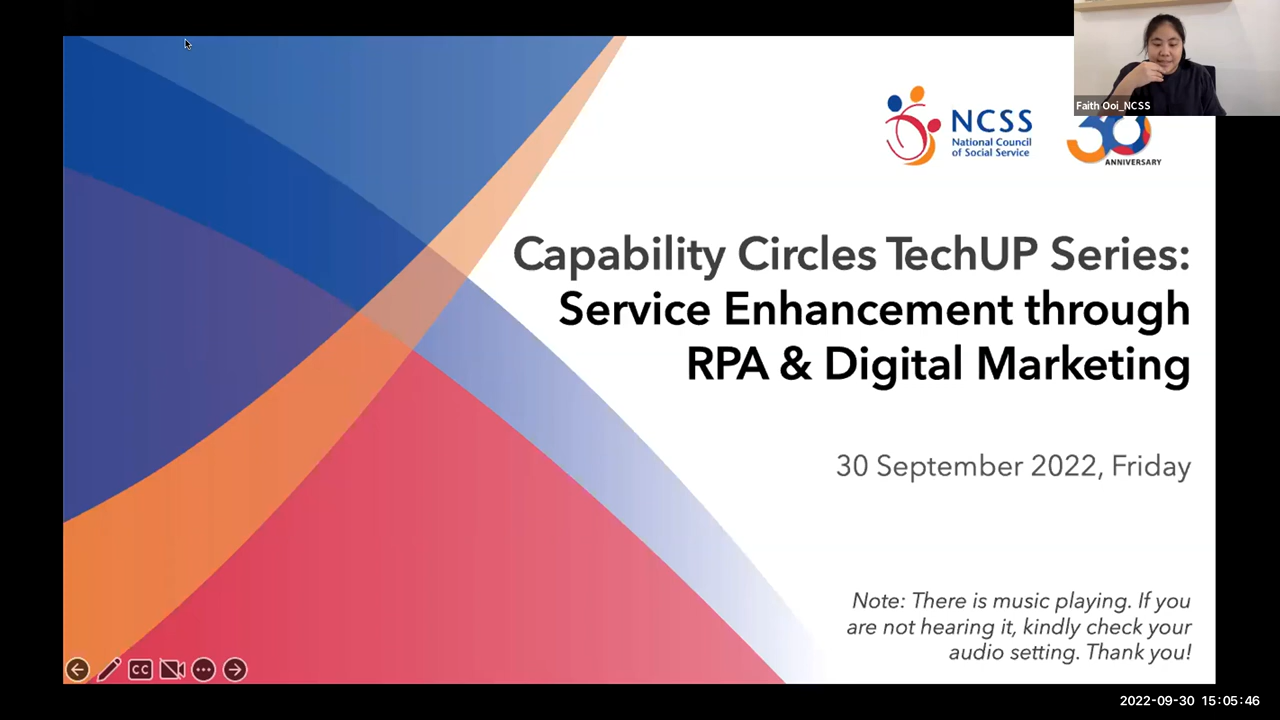 Faith Ooi_NCSS
NCSS
National Council
of Social Service
30
ANNIVERSARY
Capability Circles TechUP Series:
Service Enhancement through
RPA & Digital Marketing
30 September 2022, Friday
Note: There is music playing. If you
are not hearing it, kindly check your
audio setting. Thank you!
CC
2022-09-30 15:05:46